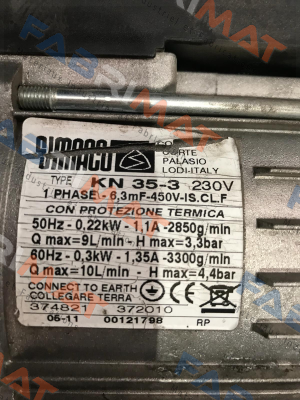 SIMACO
CORTE
PALASIO
LODI-ITALY
TYPE KN 35-3 230V
1 PHASE\- 6,3mF-450V-IS.CL.F
CON PROTEZIONE TERMICA
50Hz - 0,22kW - 1,1A -2850g/min
Q max=9L/min - H max=3,3bar
60Hz - 0,3kW - 1,35A -3300g/min
Q max=10L/min - H max=4,4bar
CONNECT TO EARTH
COLLEGARE TERRA
374821 372010
06-11 00121798 RP
FABRIMAT